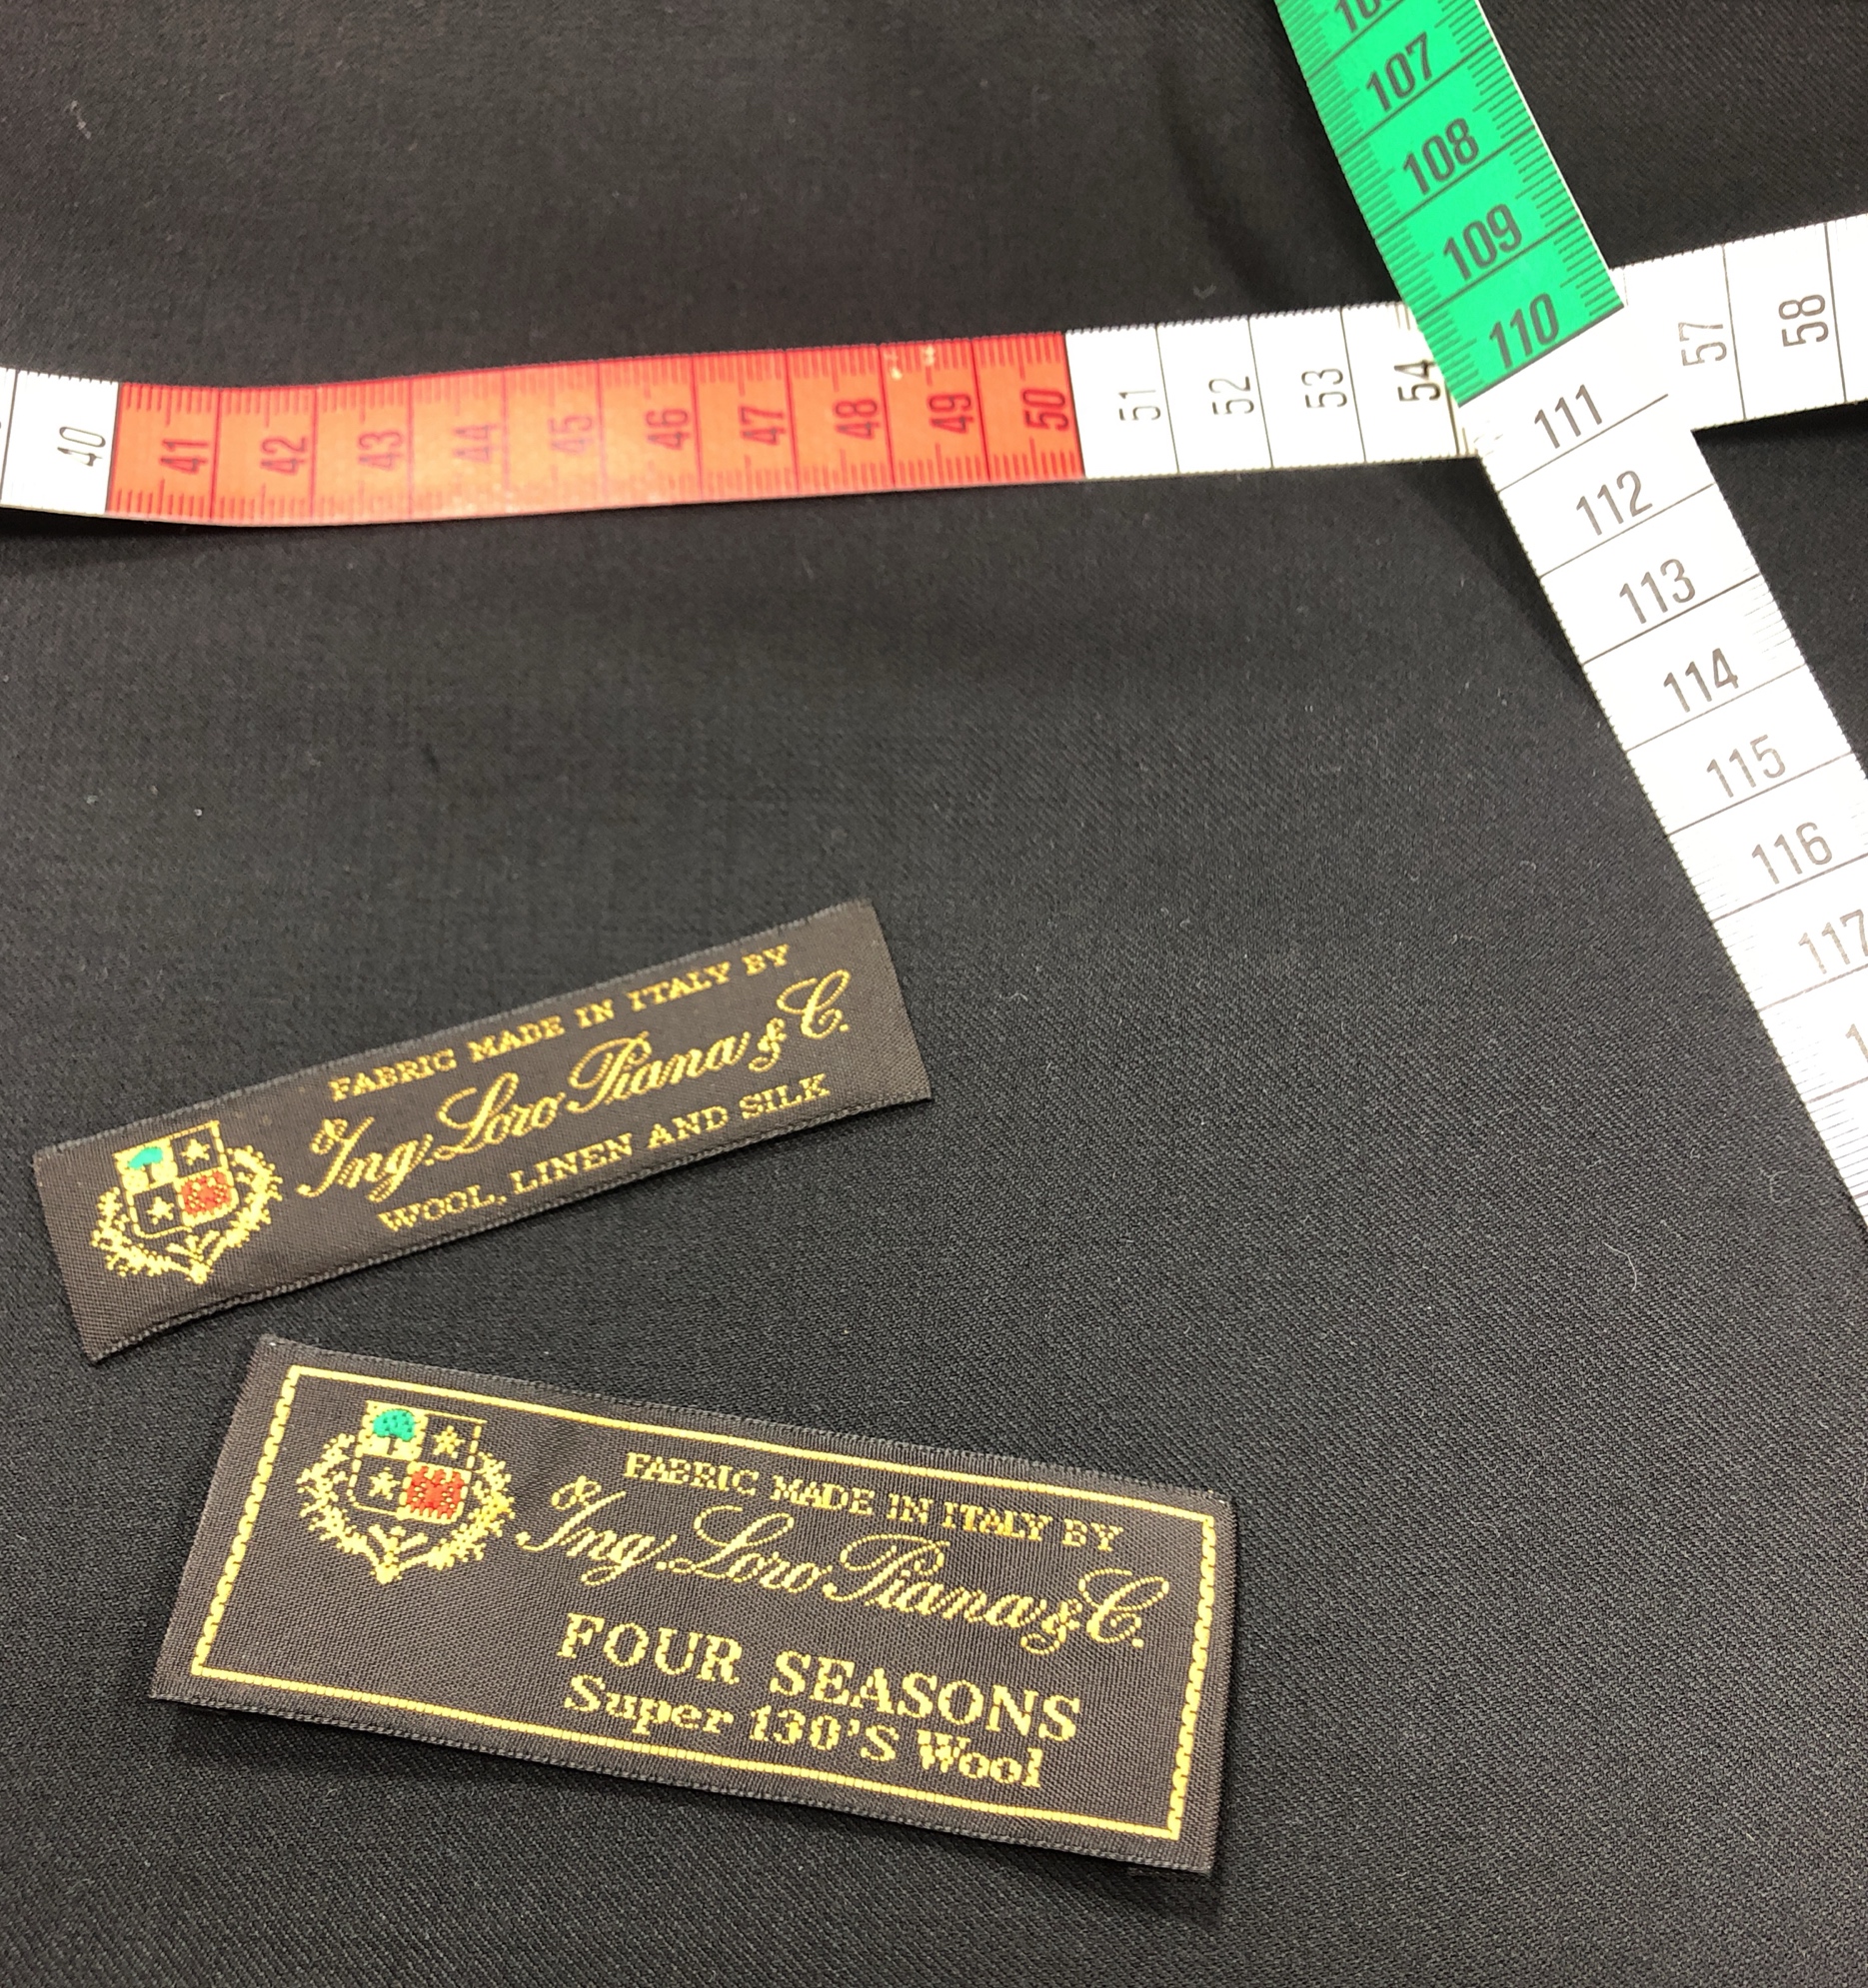 107
108
109
110
111
112
113
114
115
116
117
40 41 42 43 44 45 46 47 48 49 50 51 52 53 54 57 58
FABRIC MADE IN ITALY BY
Ing. Loro Piana & C.
WOOL, LINEN AND SILK
FABRIC MADE IN ITALY BY
Ing. Loro Piana & C.
FOUR SEASONS
Super 130'S Wool